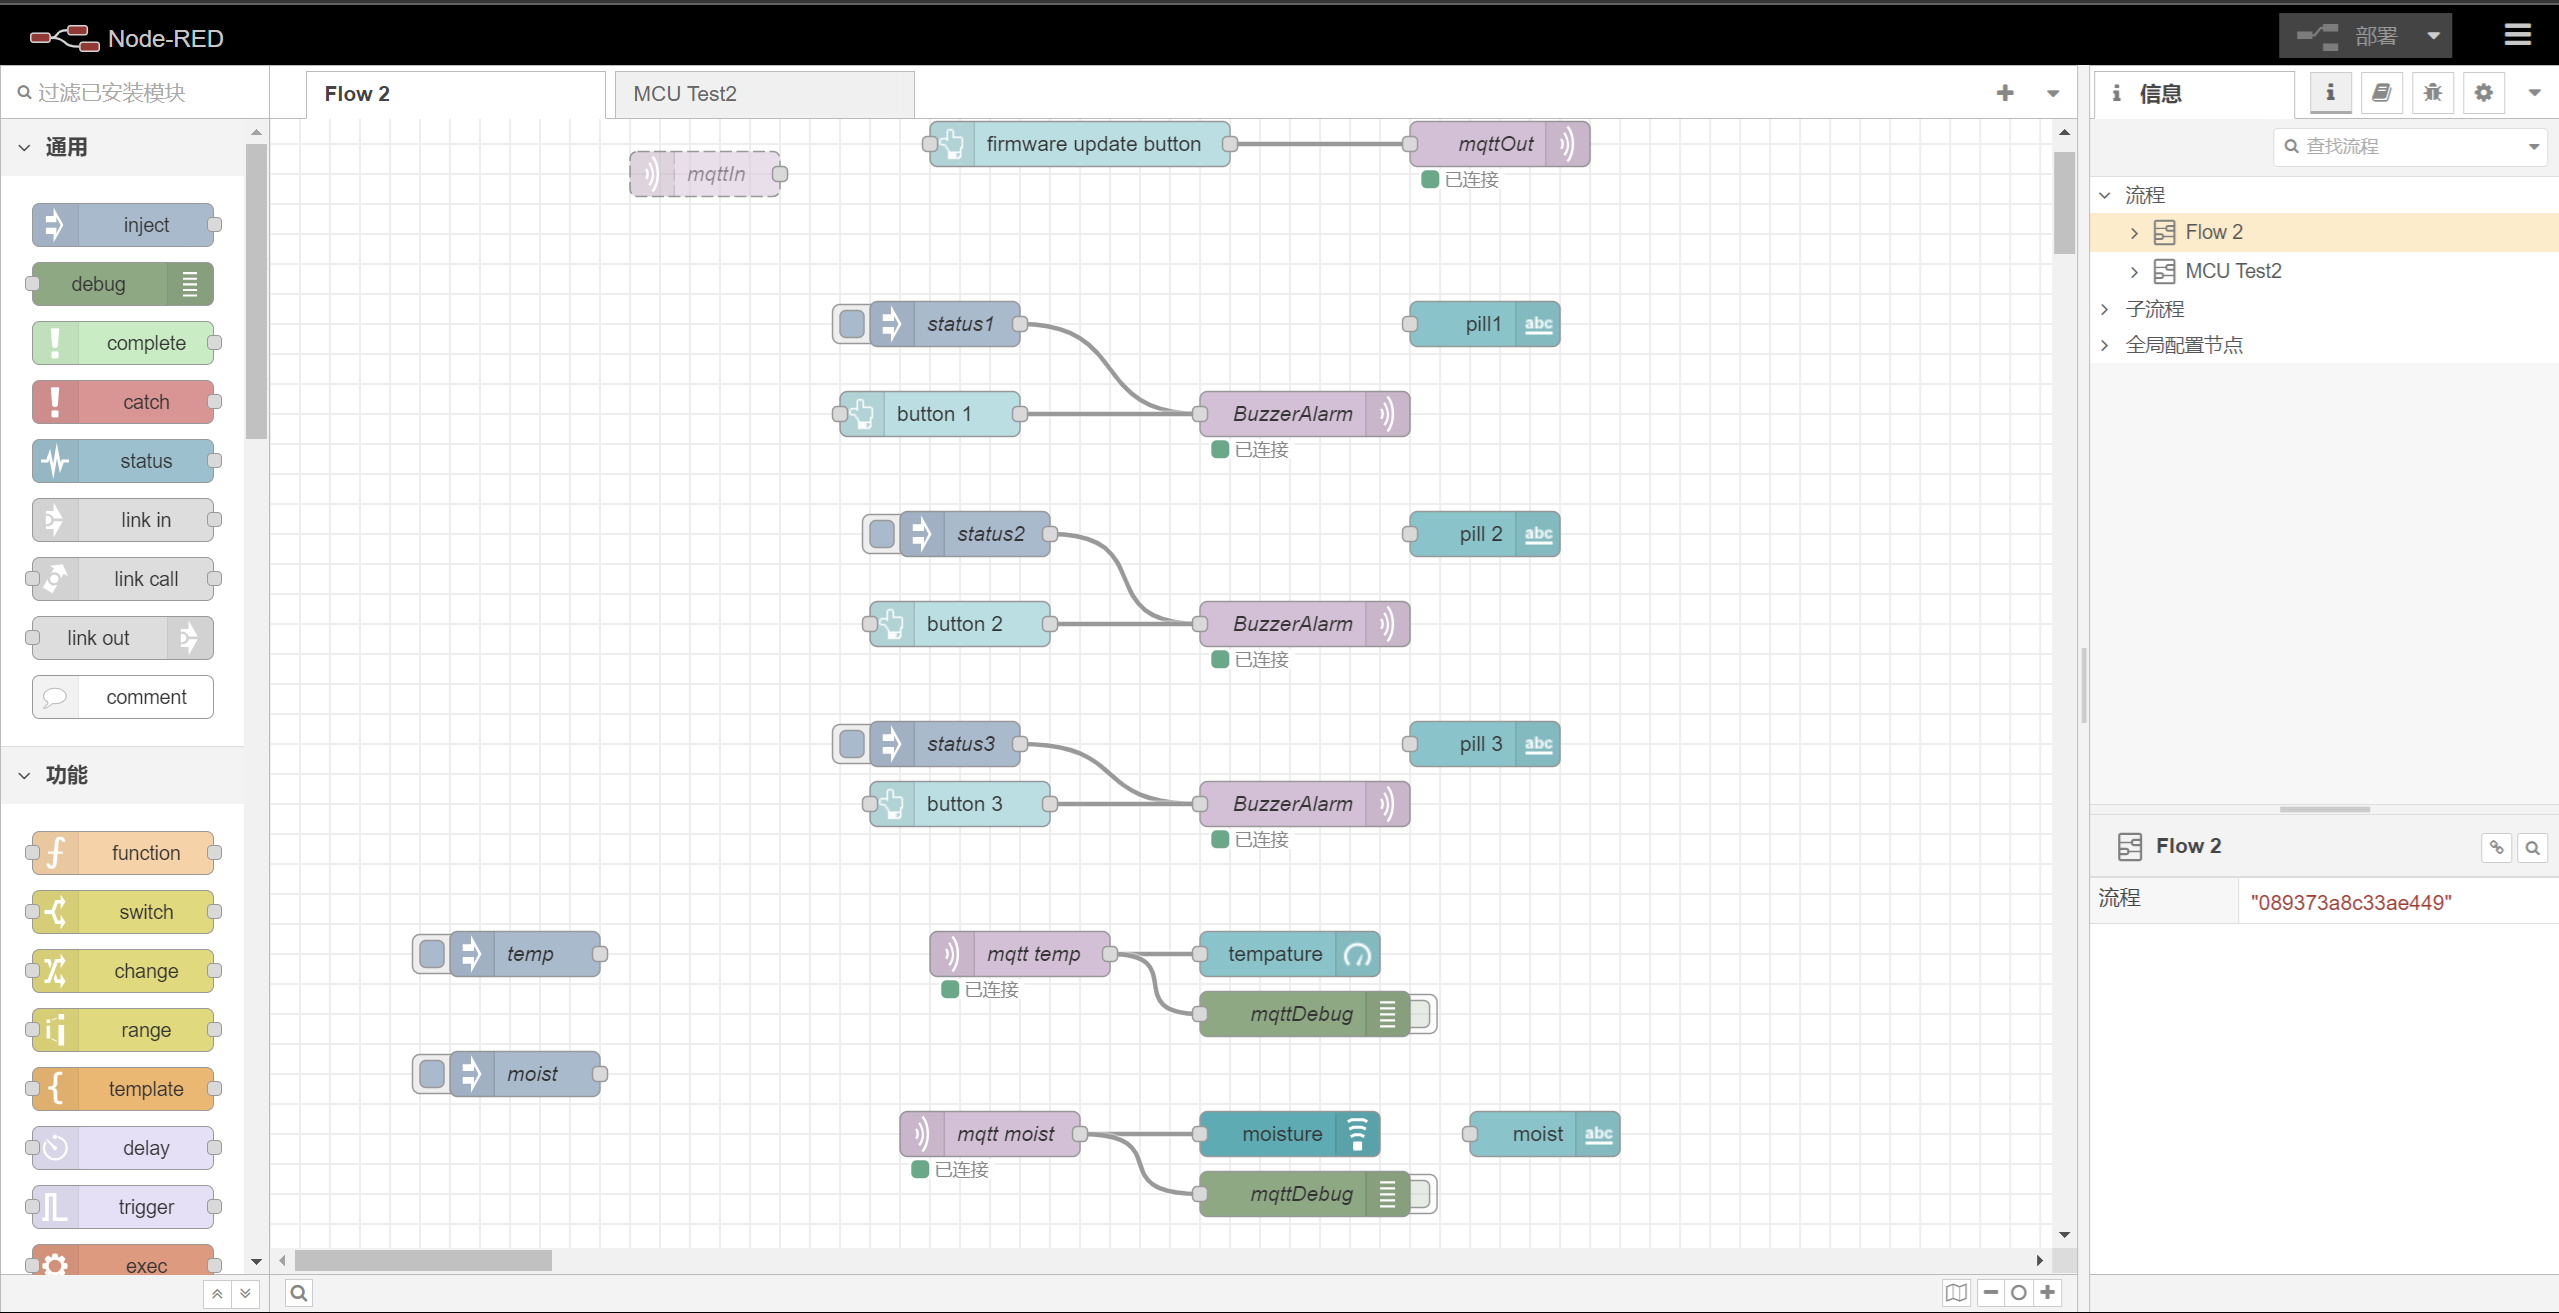 Node-RED
部署
过滤已安装模块
通用
inject
debug
complete
catch
status
link in
link call
link out
comment
功能
function
switch
change
range
template
delay
trigger
exec
Flow 2
MCU Test2
mqttIn
firmware update button
mqttOut
已连接
status1
pill1
abc
button 1
BuzzerAlarm
已连接
status2
pill 2
abc
button 2
BuzzerAlarm
已连接
status3
pill 3
abc
button 3
BuzzerAlarm
已连接
temp
mqtt temp
已连接
tempature
mqttDebug
moist
mqtt moist
已连接
moisture
moist
abc
mqttDebug
信息
查找流程
流程
Flow 2
MCU Test2
子流程
全局配置节点
Flow 2
流程
"089373a8c33ae449"